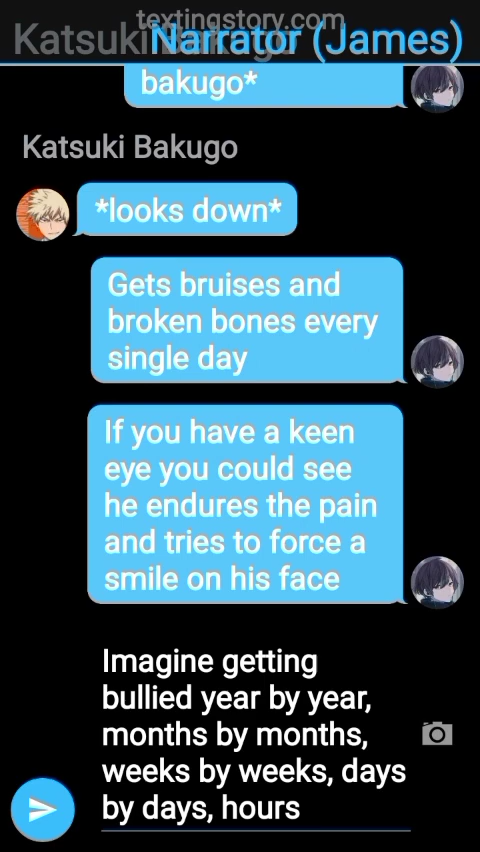 textingstory.com
Narrator (James)
bakugo*
Katsuki Bakugo
*looks down*
Gets bruises and
broken bones every
single day
If you have a keen
eye you could see
he endures the pain
and tries to force a
smile on his face
Imagine getting
bullied year by year,
months by months,
weeks by weeks, days
by days, hours